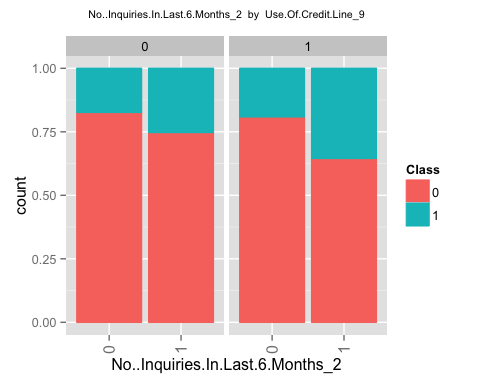 No..Inquiries.In.Last.6.Months_2 by Use.Of.Credit.Line_9
0 1
1.00
0.75
0.50
0.25
0.00
count
0 1 0 1
No..Inquiries.In.Last.6.Months_2
Class
0
1